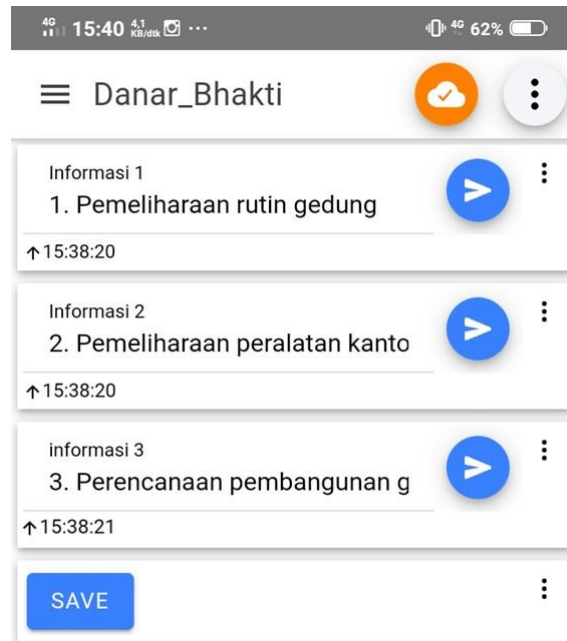 4G 15:40 4,1 KB/dtk ... 4G 62%
Danar_Bhakti
Informasi 1
1. Pemeliharaan rutin gedung
↑15:38:20
Informasi 2
2. Pemeliharaan peralatan kanto
↑15:38:20
informasi 3
3. Perencanaan pembangunan g
↑15:38:21
SAVE